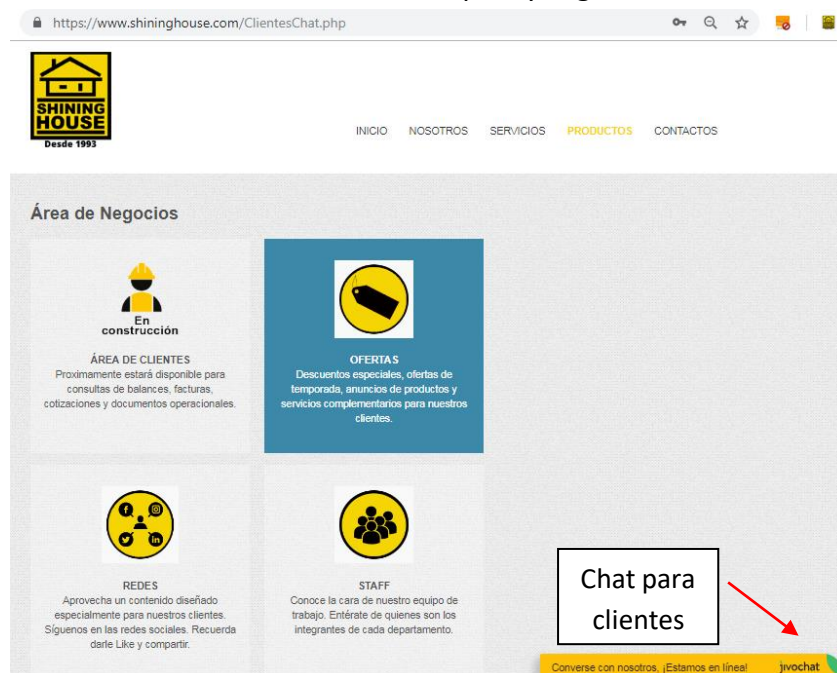 https://www.shininghouse.com/ClientesChat.php
SHINING
HOUSE
Desde 1993
INICIO NOSOTROS SERVICIOS PRODUCTOS CONTACTOS
Área de Negocios
En
construcción
ÁREA DE CLIENTES
Proximamente estará disponible para
consultas de balances, facturas,
cotizaciones y documentos operacionales.
OFERTAS
Descuentos especiales, ofertas de
temporada, anuncios de productos y
servicios complementarios para nuestros
clientes.
REDES
Aprovecha un contenido diseñado
especialmente para nuestros clientes.
Síguenos en las redes sociales. Recuerda
darle Like y compartir.
STAFF
Conoce la cara de nuestro equipo de
trabajo. Entérate de quienes son los
integrantes de cada departamento.
Chat para
clientes
Converse con nosotros, ¡Estamos en línea! jivochat